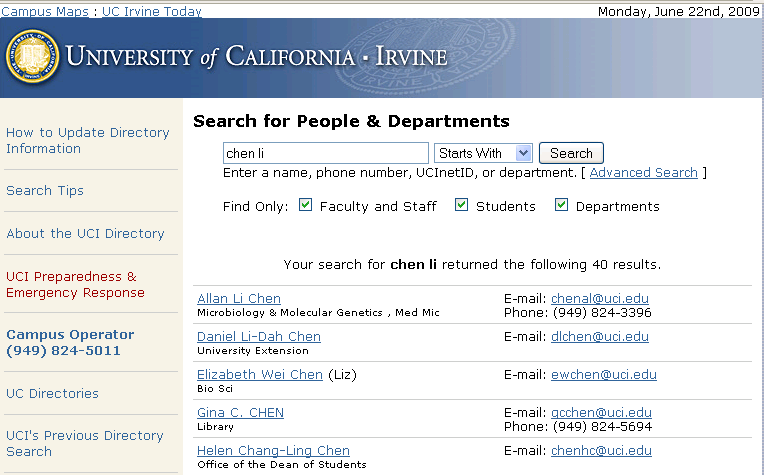 Campus Maps : UC Irvine Today
Monday, June 22nd, 2009
UNIVERSITY of CALIFORNIA · IRVINE
How to Update Directory
Information
Search Tips
About the UCI Directory
UCI Preparedness &
Emergency Response
Campus Operator
(949) 824-5011
UC Directories
UCI's Previous Directory
Search
Search for People & Departments
chen li Starts With Search
Enter a name, phone number, UCInetID, or department. [ Advanced Search ]
Find Only: Faculty and Staff Students Departments
Your search for chen li returned the following 40 results.
Allan Li Chen E-mail: chenal@uci.edu
Microbiology & Molecular Genetics , Med Mic Phone: (949) 824-3396
Daniel Li-Dah Chen E-mail: dlchen@uci.edu
University Extension
Elizabeth Wei Chen (Liz) E-mail: ewchen@uci.edu
Bio Sci
Gina C. CHEN E-mail: gcchen@uci.edu
Library Phone: (949) 824-5694
Helen Chang-Ling Chen E-mail: chenhc@uci.edu
Office of the Dean of Students